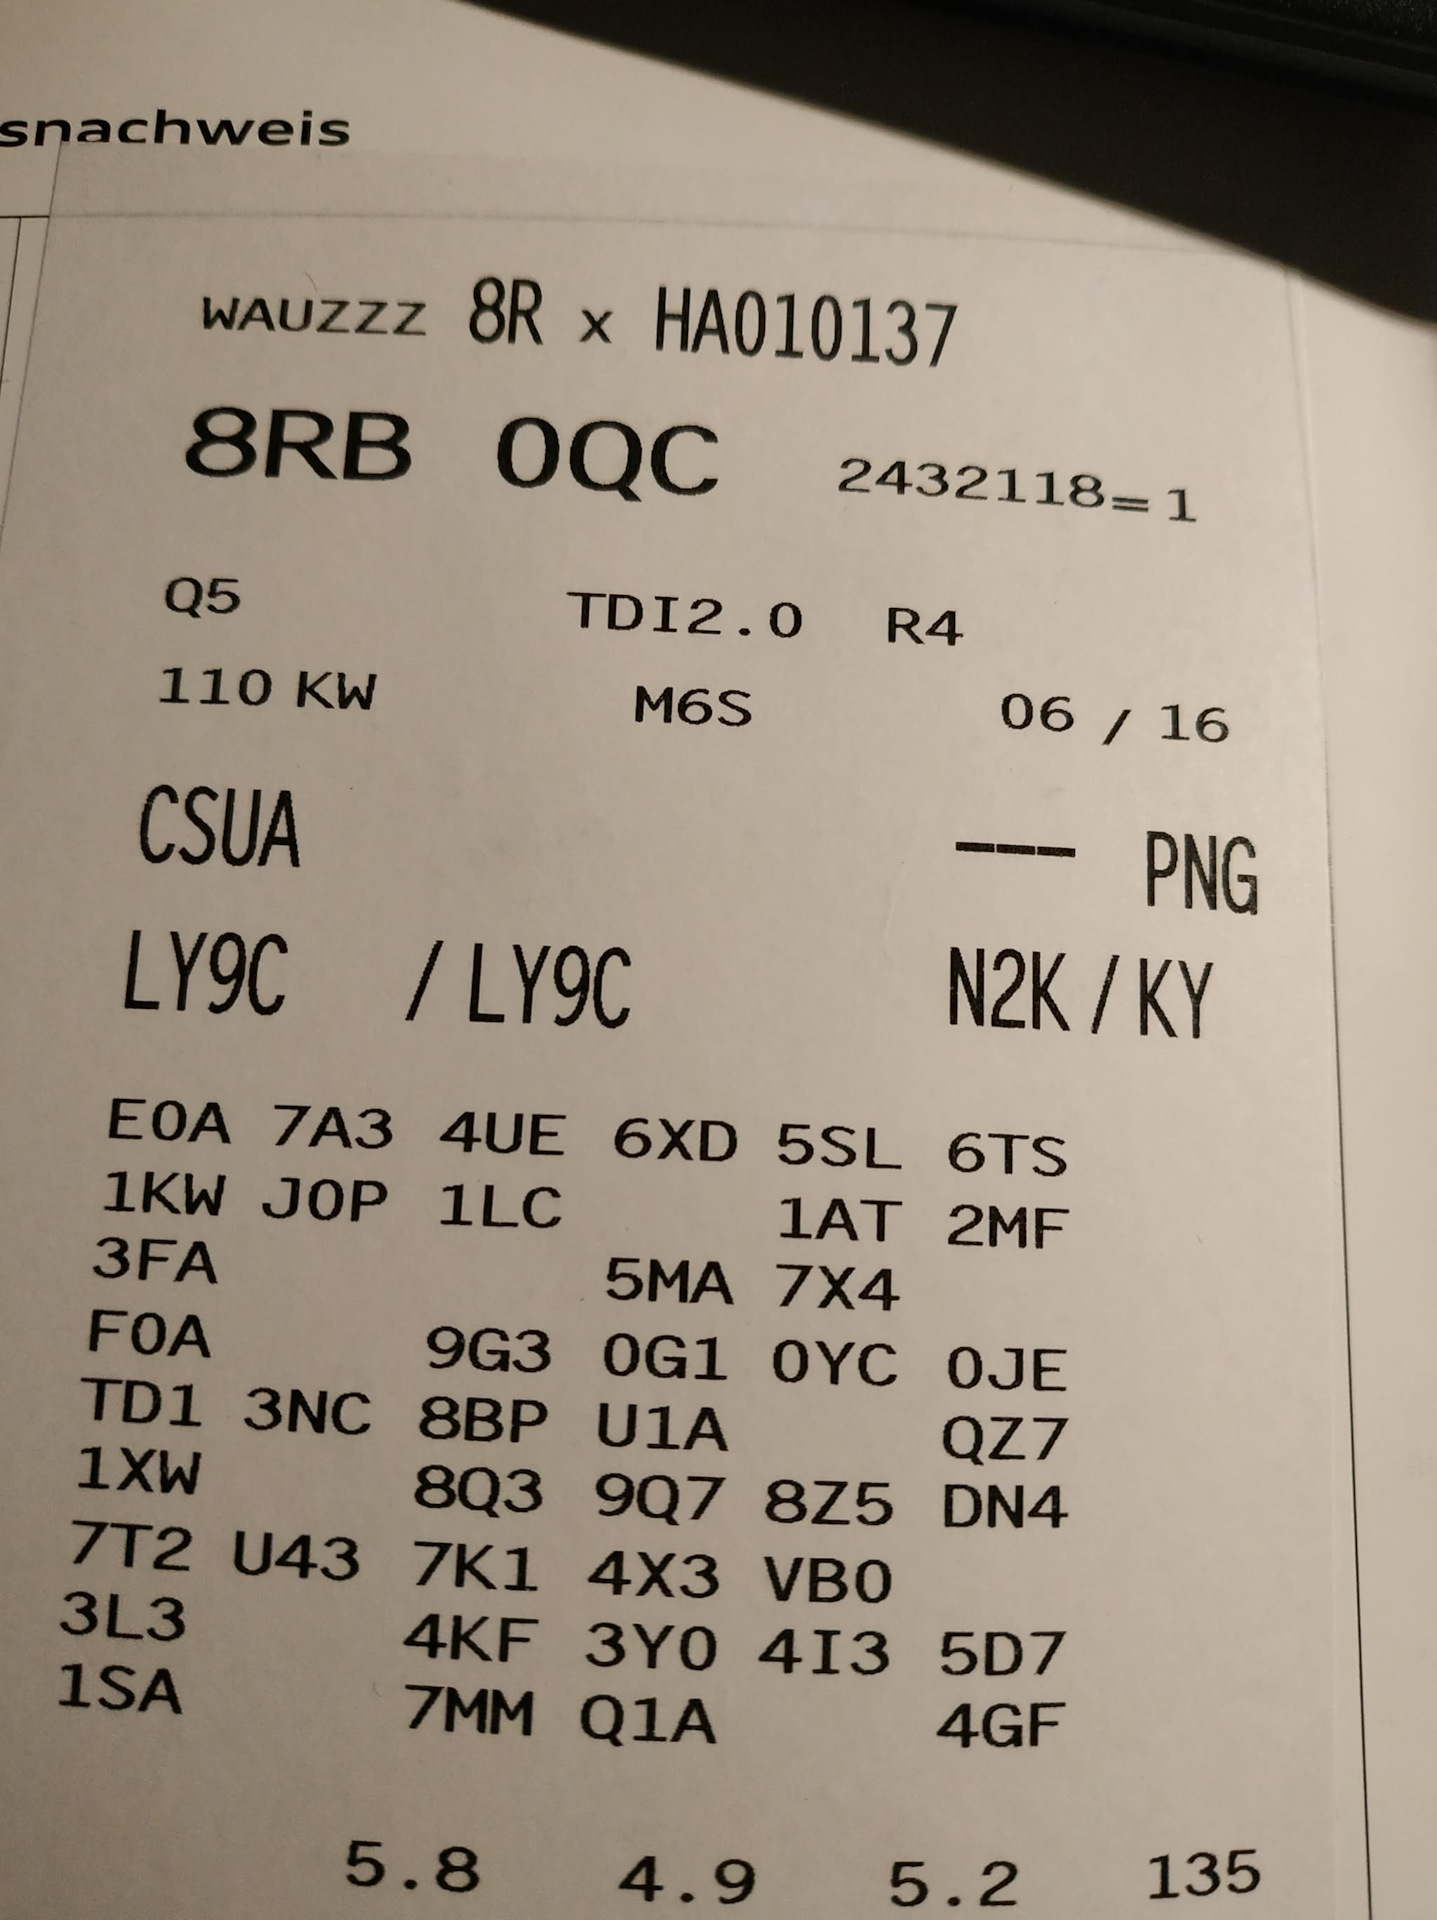 snachweis
WAUZZZ 8R x HA010137
8RB 0QC 2432118=1
Q5 TDI2.0 R4
110 KW M6S 06 / 16
CSUA --- PNG
LY9C / LY9C N2K / KY
E0A 7A3 4UE 6XD 5SL 6TS
1KW J0P 1LC 1AT 2MF
3FA 5MA 7X4
F0A 9G3 0G1 0YC 0JE
TD1 3NC 8BP U1A QZ7
1XW 8Q3 9Q7 8Z5 DN4
7T2 U43 7K1 4X3 VB0
3L3 4KF 3Y0 4I3 5D7
1SA 7MM Q1A 4GF
5.8 4.9 5.2 135